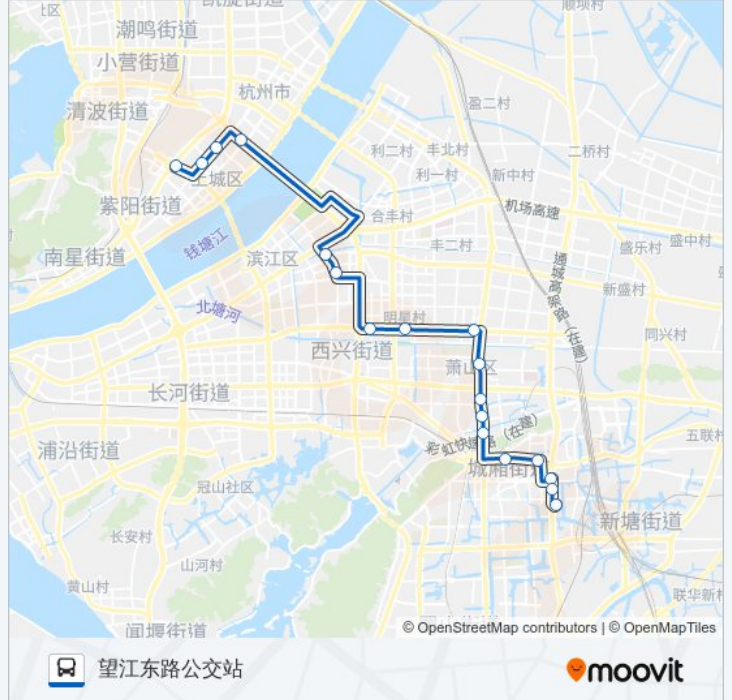 上区
顺坝村
潮鸣街道
小营街道
杭州市
清波街道
盈二村
利二村
丰北村
二桥村
利一村
新中村
上城区
紫阳街道
合丰村
机场高速
南星街道
钱塘江
滨江区
丰二村
盛乐村
盛中村
通城高架路(在建)
新盛村
北塘河
明星村
同兴村
西兴街道
萧山区
长河街道
浦沿街道
彩虹快速路(在建)
五联村
城厢街道
冠山社区
新塘街道
长安村
山河村
黄山村
联华新村
闻堰街道
© OpenStreetMap contributors | © OpenMapTiles
望江东路公交站
moovit